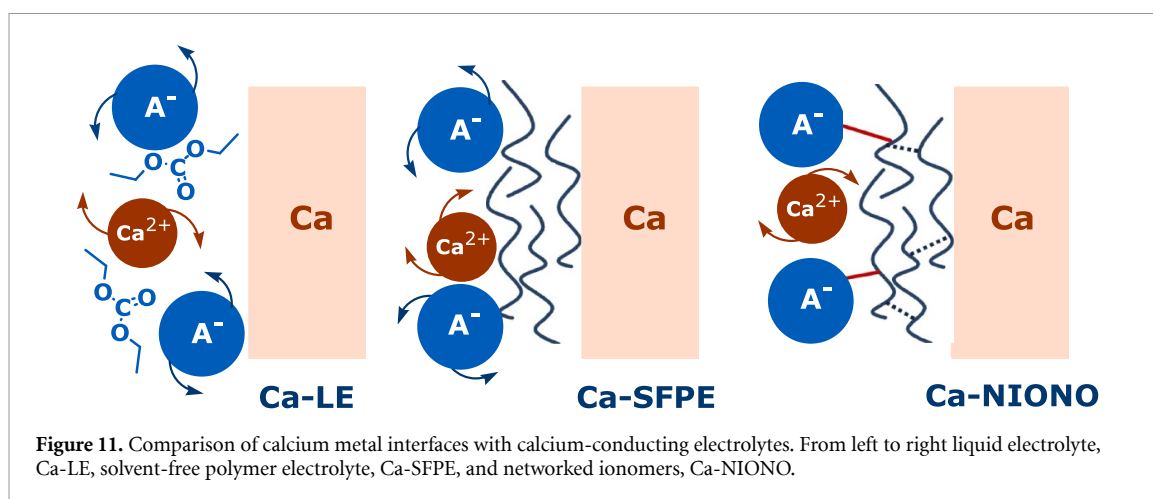 A⁻
O
O
C
O
Ca²⁺
O
C
O
O
A⁻
Ca
Ca-LE
A⁻
Ca²⁺
A⁻
Ca
Ca-SFPE
A⁻
Ca²⁺
A⁻
Ca
Ca-NIONO
Figure 11. Comparison of calcium metal interfaces with calcium-conducting electrolytes. From left to right liquid electrolyte,
Ca-LE, solvent-free polymer electrolyte, Ca-SFPE, and networked ionomers, Ca-NIONO.